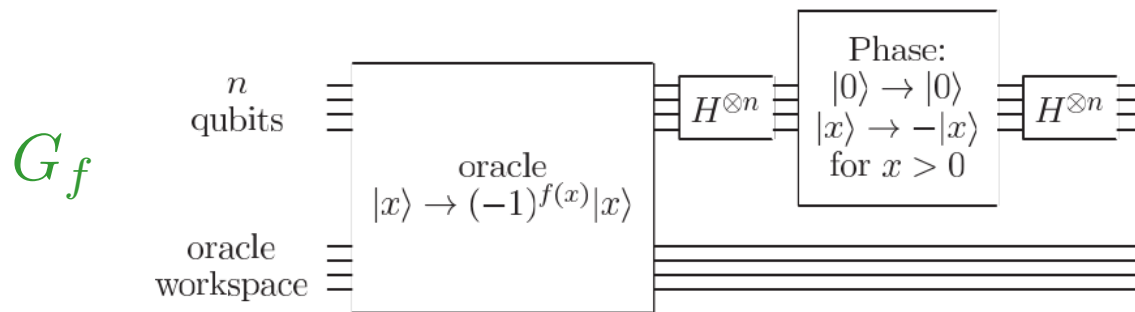 G_f
n
qubits
oracle
workspace
oracle
|x⟩ → (−1)^{f(x)}|x⟩
H^{⊗n}
Phase:
|0⟩ → |0⟩
|x⟩ → −|x⟩
for x > 0
H^{⊗n}